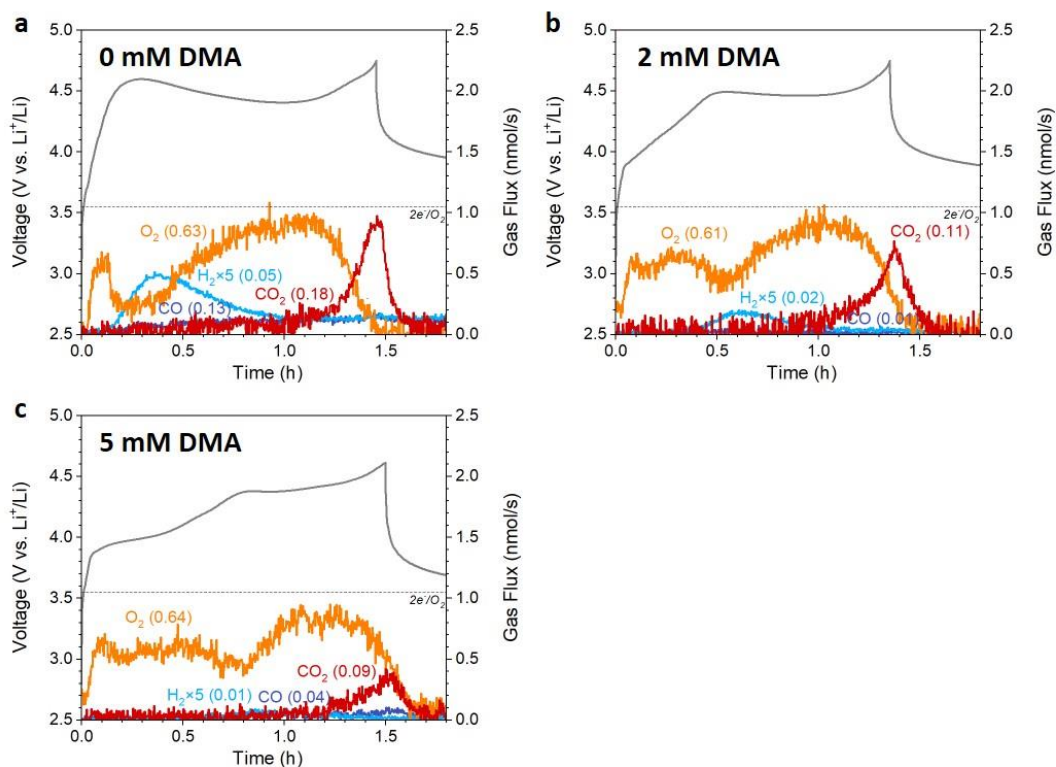 a
0 mM DMA
5.0
4.5
4.0
3.5
3.0
2.5
Voltage (V vs. Li⁺/Li)
2.5
2.0
1.5
1.0
0.5
0.0
Gas Flux (nmol/s)
2e⁻/O₂
O₂ (0.63)
H₂×5 (0.05)
CO₂ (0.18)
CO (0.13)
0.0 0.5 1.0 1.5
Time (h)
b
2 mM DMA
5.0
4.5
4.0
3.5
3.0
2.5
Voltage (V vs. Li⁺/Li)
2.5
2.0
1.5
1.0
0.5
0.0
Gas Flux (nmol/s)
2e⁻/O₂
CO₂ (0.11)
O₂ (0.61)
H₂×5 (0.02)
CO (0.01)
0.0 0.5 1.0 1.5
Time (h)
c
5 mM DMA
5.0
4.5
4.0
3.5
3.0
2.5
Voltage (V vs. Li⁺/Li)
2.5
2.0
1.5
1.0
0.5
0.0
Gas Flux (nmol/s)
2e⁻/O₂
O₂ (0.64)
CO₂ (0.09)
H₂×5 (0.01) CO (0.04)
0.0 0.5 1.0 1.5
Time (h)